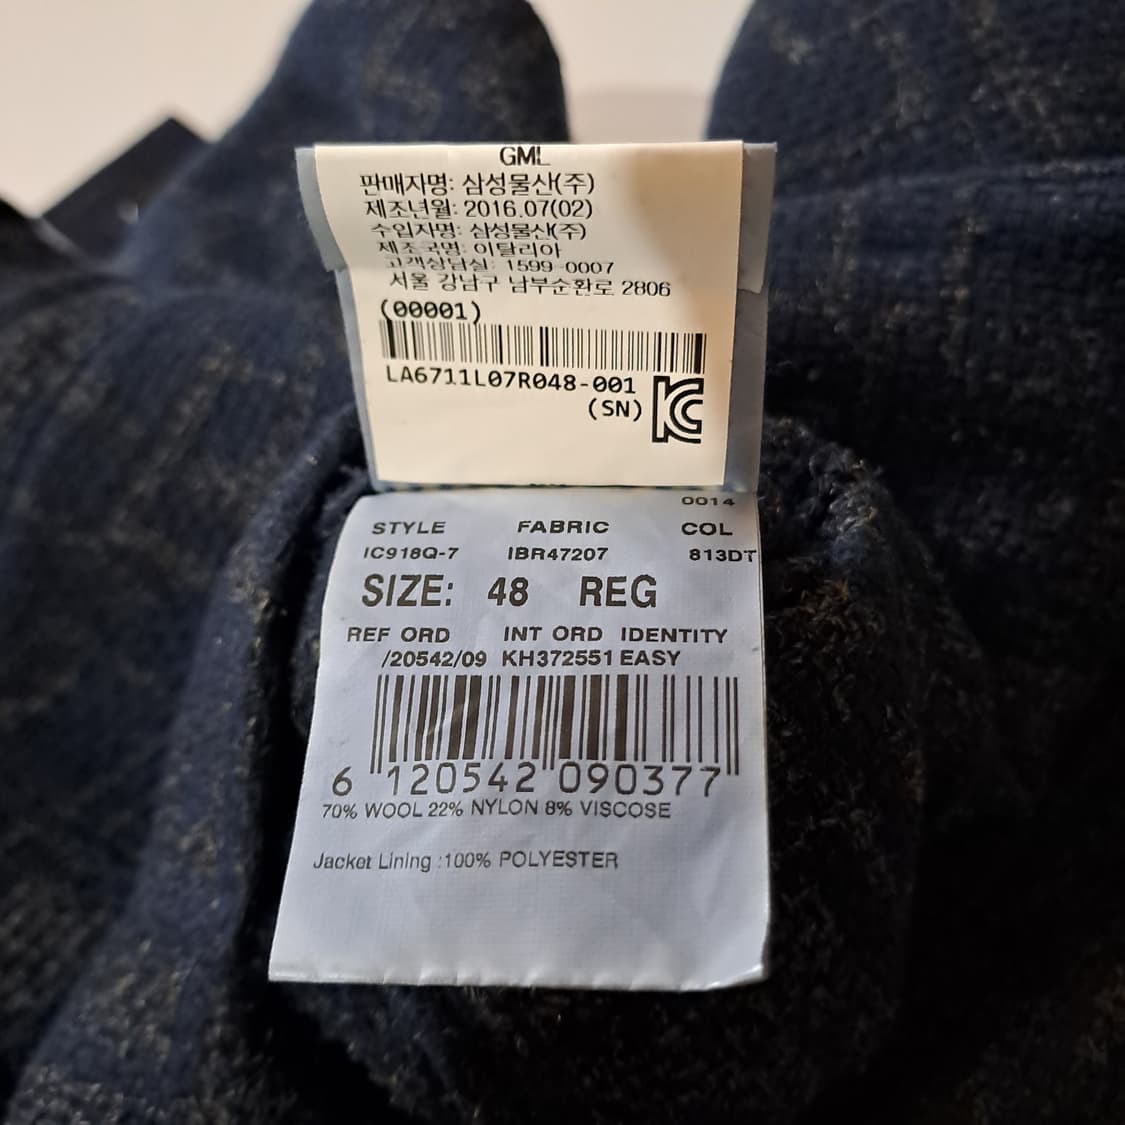 GML
판매자명: 삼성물산(주)
제조년월: 2016.07(02)
수입자명: 삼성물산(주)
제조국명: 이탈리아
고객상담실: 1599-0007
서울 강남구 남부순환로 2806
(00001)
LA6711L07R048-001
(SN)
0014
STYLE FABRIC COL
IC918Q-7 IBR47207 813DT
SIZE: 48 REG
REF ORD INT ORD IDENTITY
/20542/09 KH372551 EASY
6 120542 090377
70% WOOL 22% NYLON 8% VISCOSE
Jacket Lining :100% POLYESTER